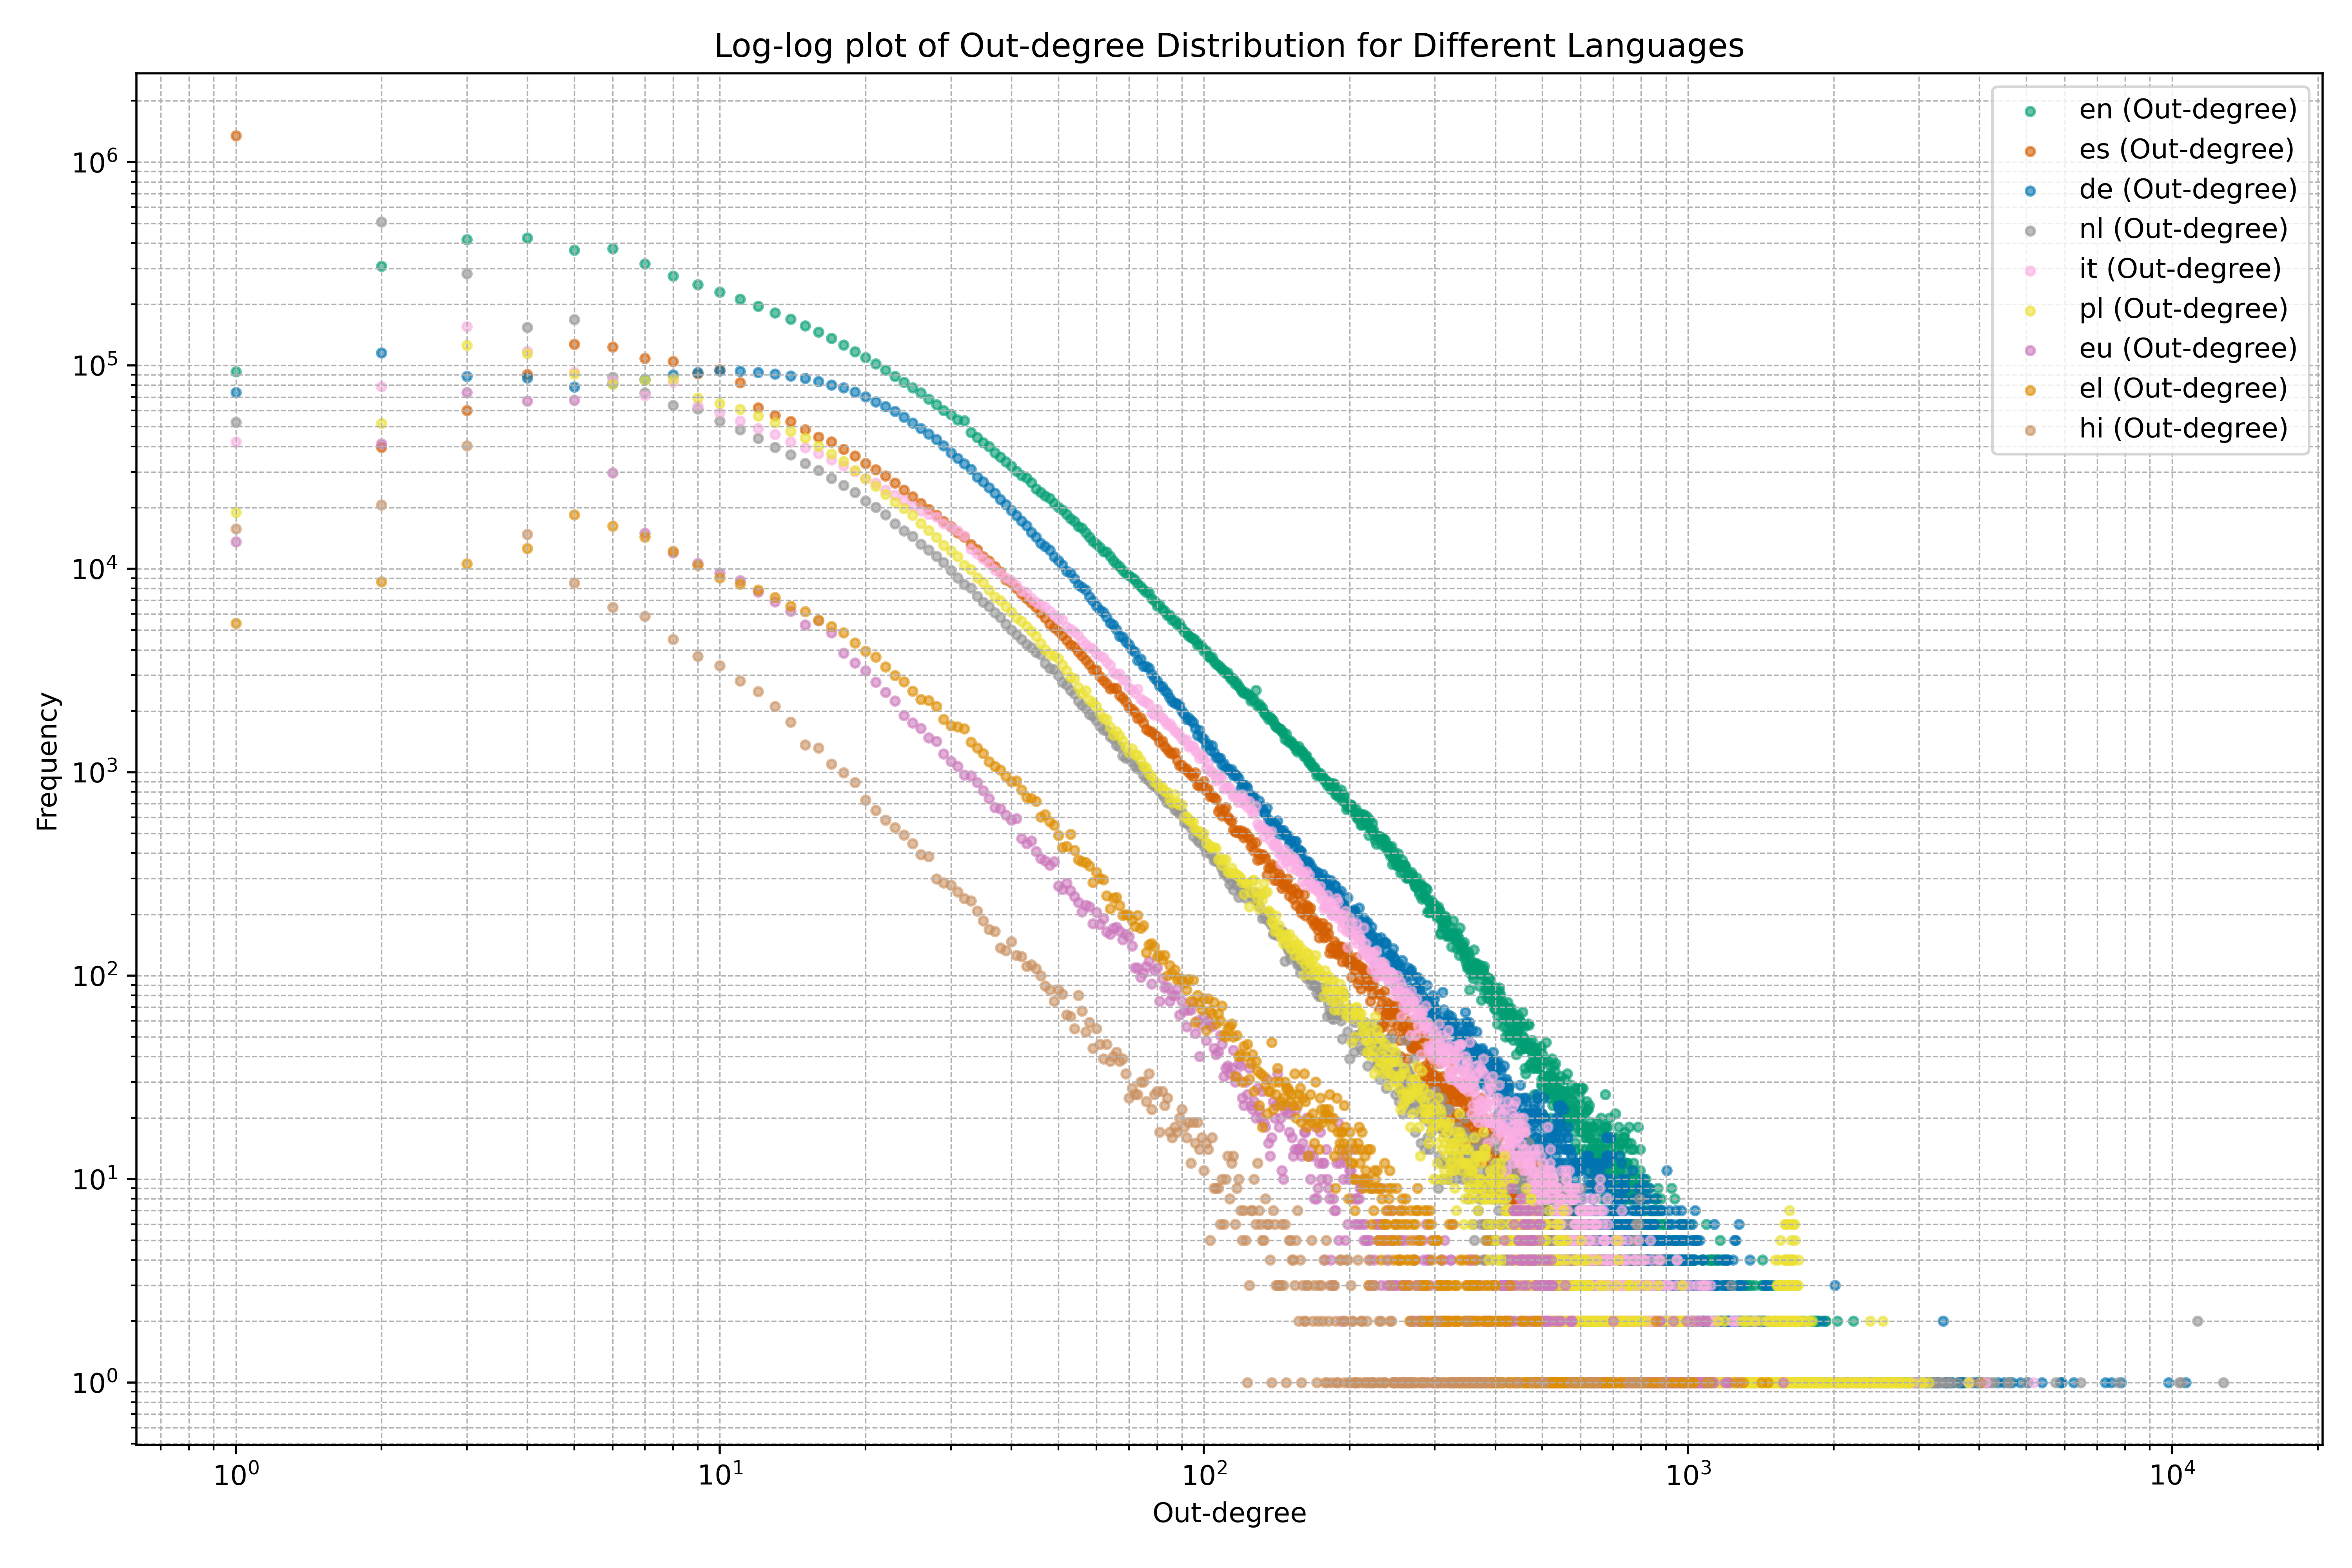 Log-log plot of Out-degree Distribution for Different Languages
en (Out-degree)
es (Out-degree)
de (Out-degree)
nl (Out-degree)
it (Out-degree)
pl (Out-degree)
eu (Out-degree)
el (Out-degree)
hi (Out-degree)
Frequency
10⁶
10⁵
10⁴
10³
10²
10¹
10⁰
10⁰ 10¹ 10² 10³ 10⁴
Out-degree